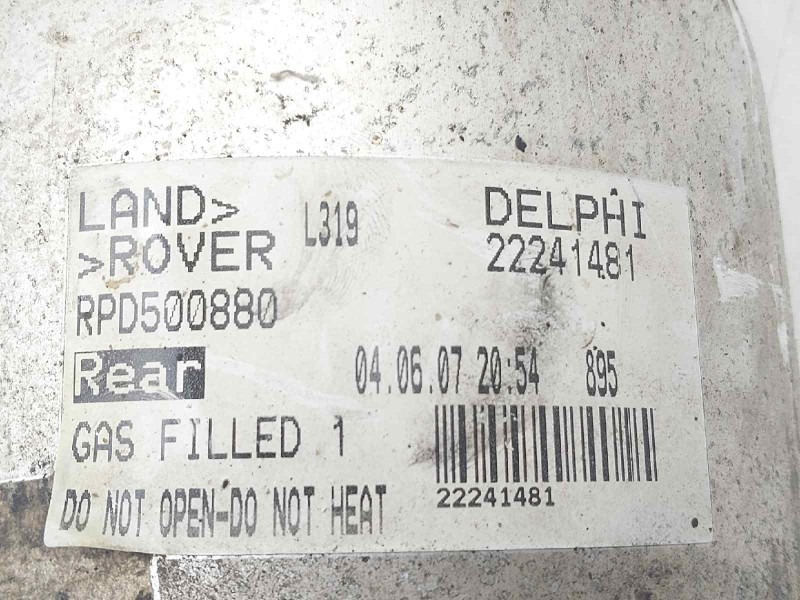 LAND>
>ROVER
L319
DELPHI
22241481
RPD500880
Rear
04.06.07 20:54 895
GAS FILLED 1
22241481
DO NOT OPEN-DO NOT HEAT